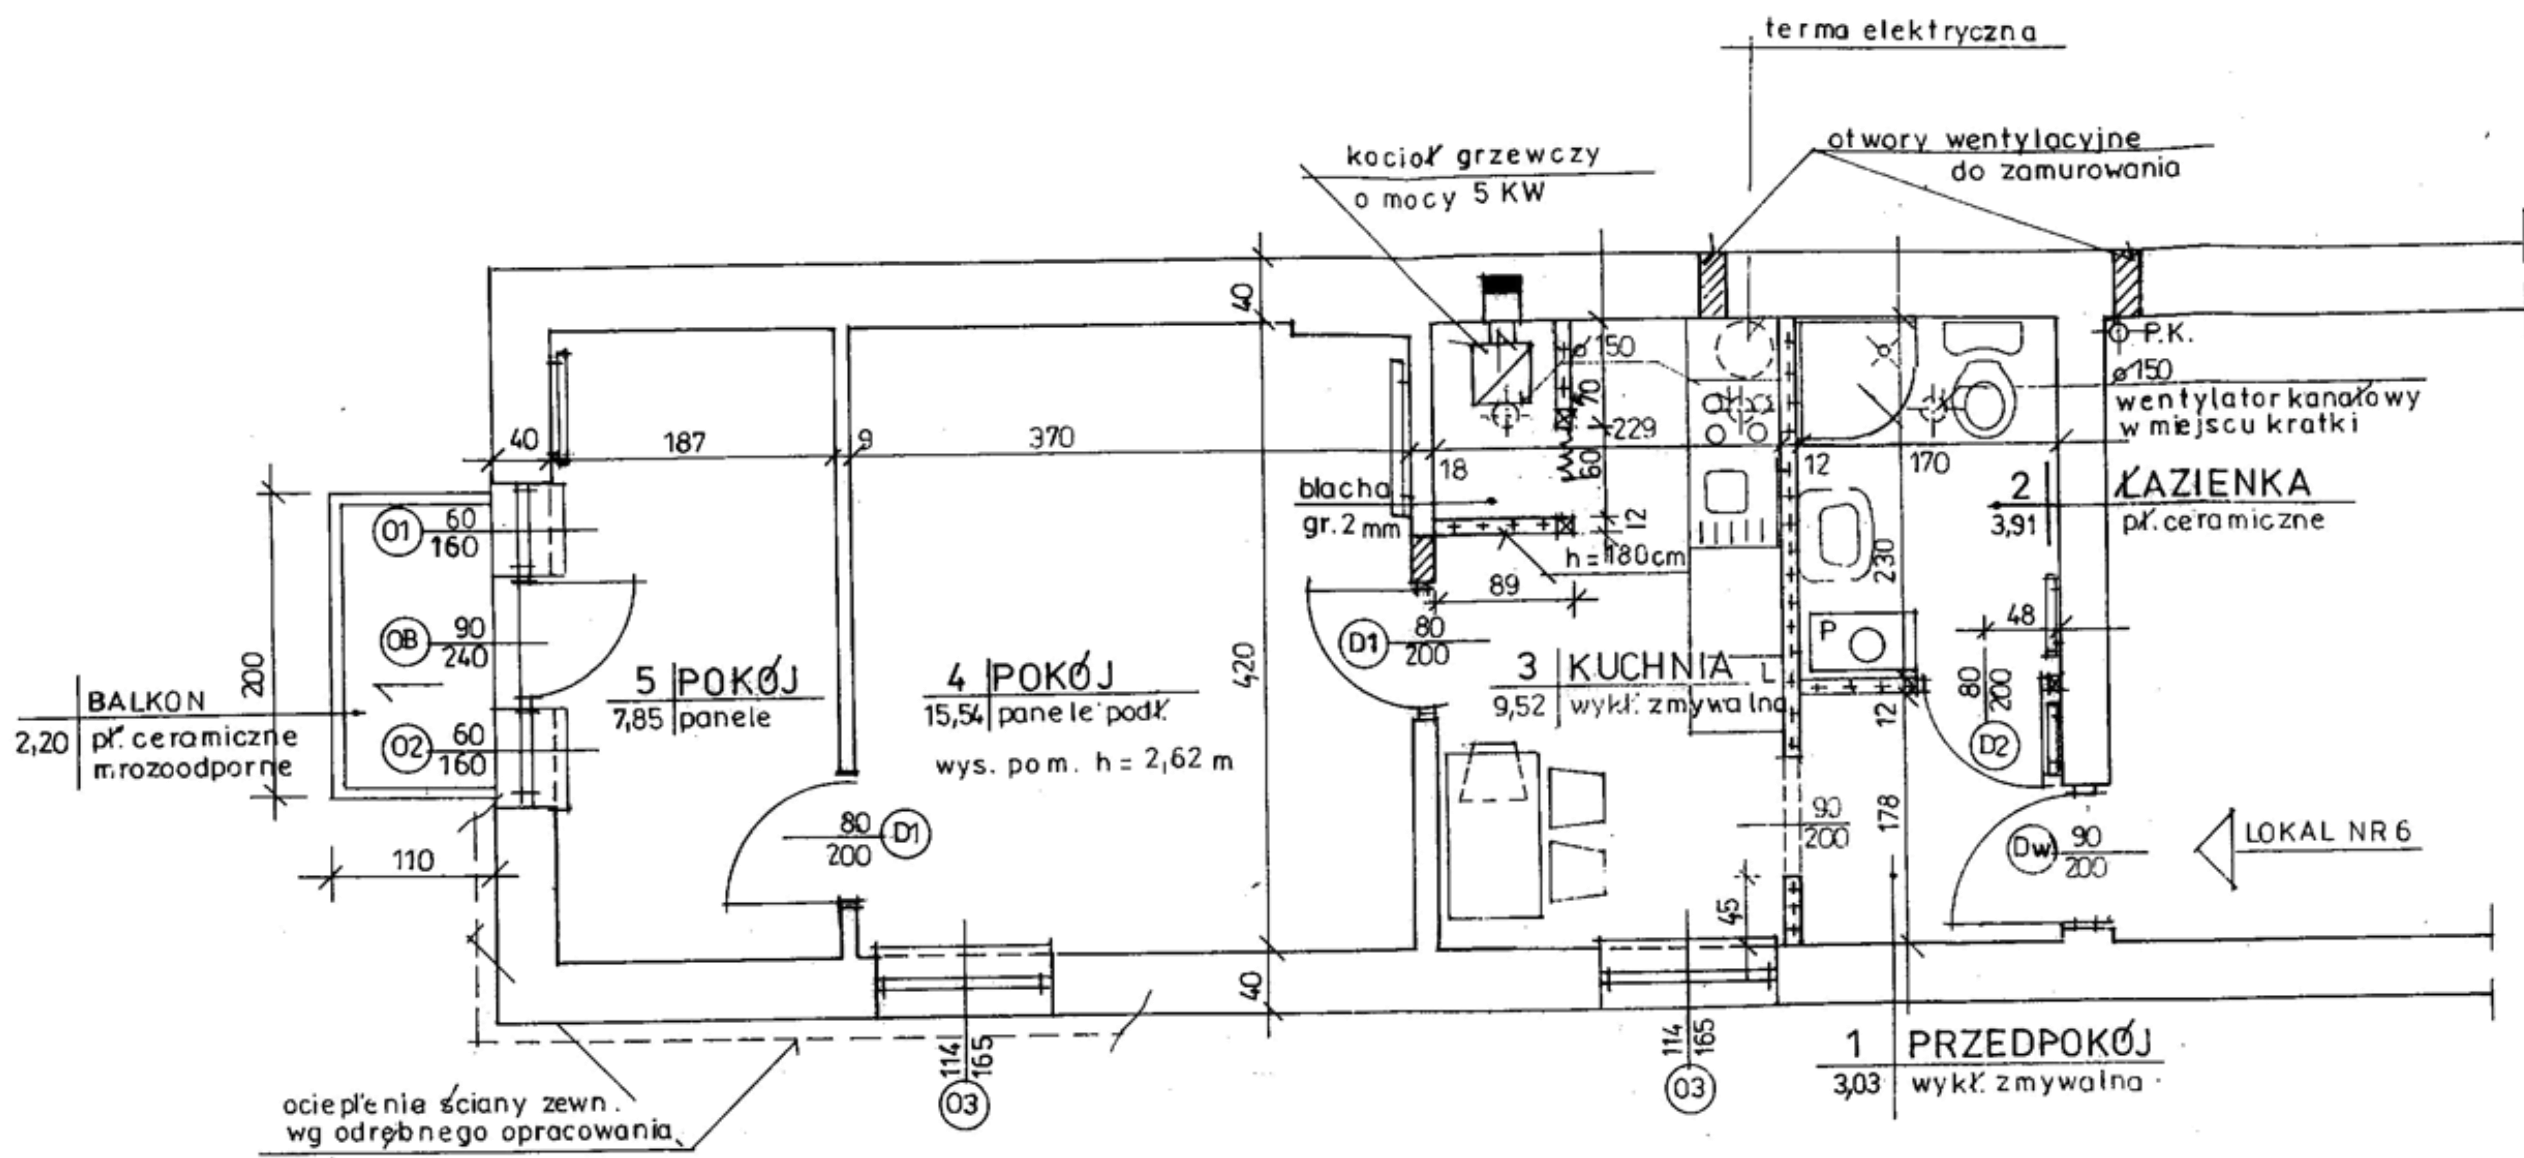 terma elektryczna
otwory wentylacyjne
do zamurowania
kocioł grzewczy
o mocy 5 KW
40
ø150
P.K.
ø150
wentylator kanałowy
w miejscu kratki
70
40
187
9
370
18
229
60
12
170
blacha
gr. 2 mm
12
2
ŁAZIENKA
3,91
pł. ceramiczne
O1
60
160
h = 180cm
89
230
48
P
OB
90
240
D1
80
200
200
420
5
POKÓJ
7,85
panele
4
POKÓJ
15,54
panele podł.
wys. pom. h = 2,62 m
3
KUCHNIA
L
9,52
wykł. zmywalna
80
200
12
D2
BALKON
2,20
pł. ceramiczne
mrozoodporne
O2
60
160
80
200
D1
90
200
178
Dw
90
200
LOKAL NR 6
110
45
40
114
165
O3
114
165
O3
1
PRZEDPOKÓJ
3,03
wykł. zmywalna
ocieplenie ściany zewn.
wg odrębnego opracowania